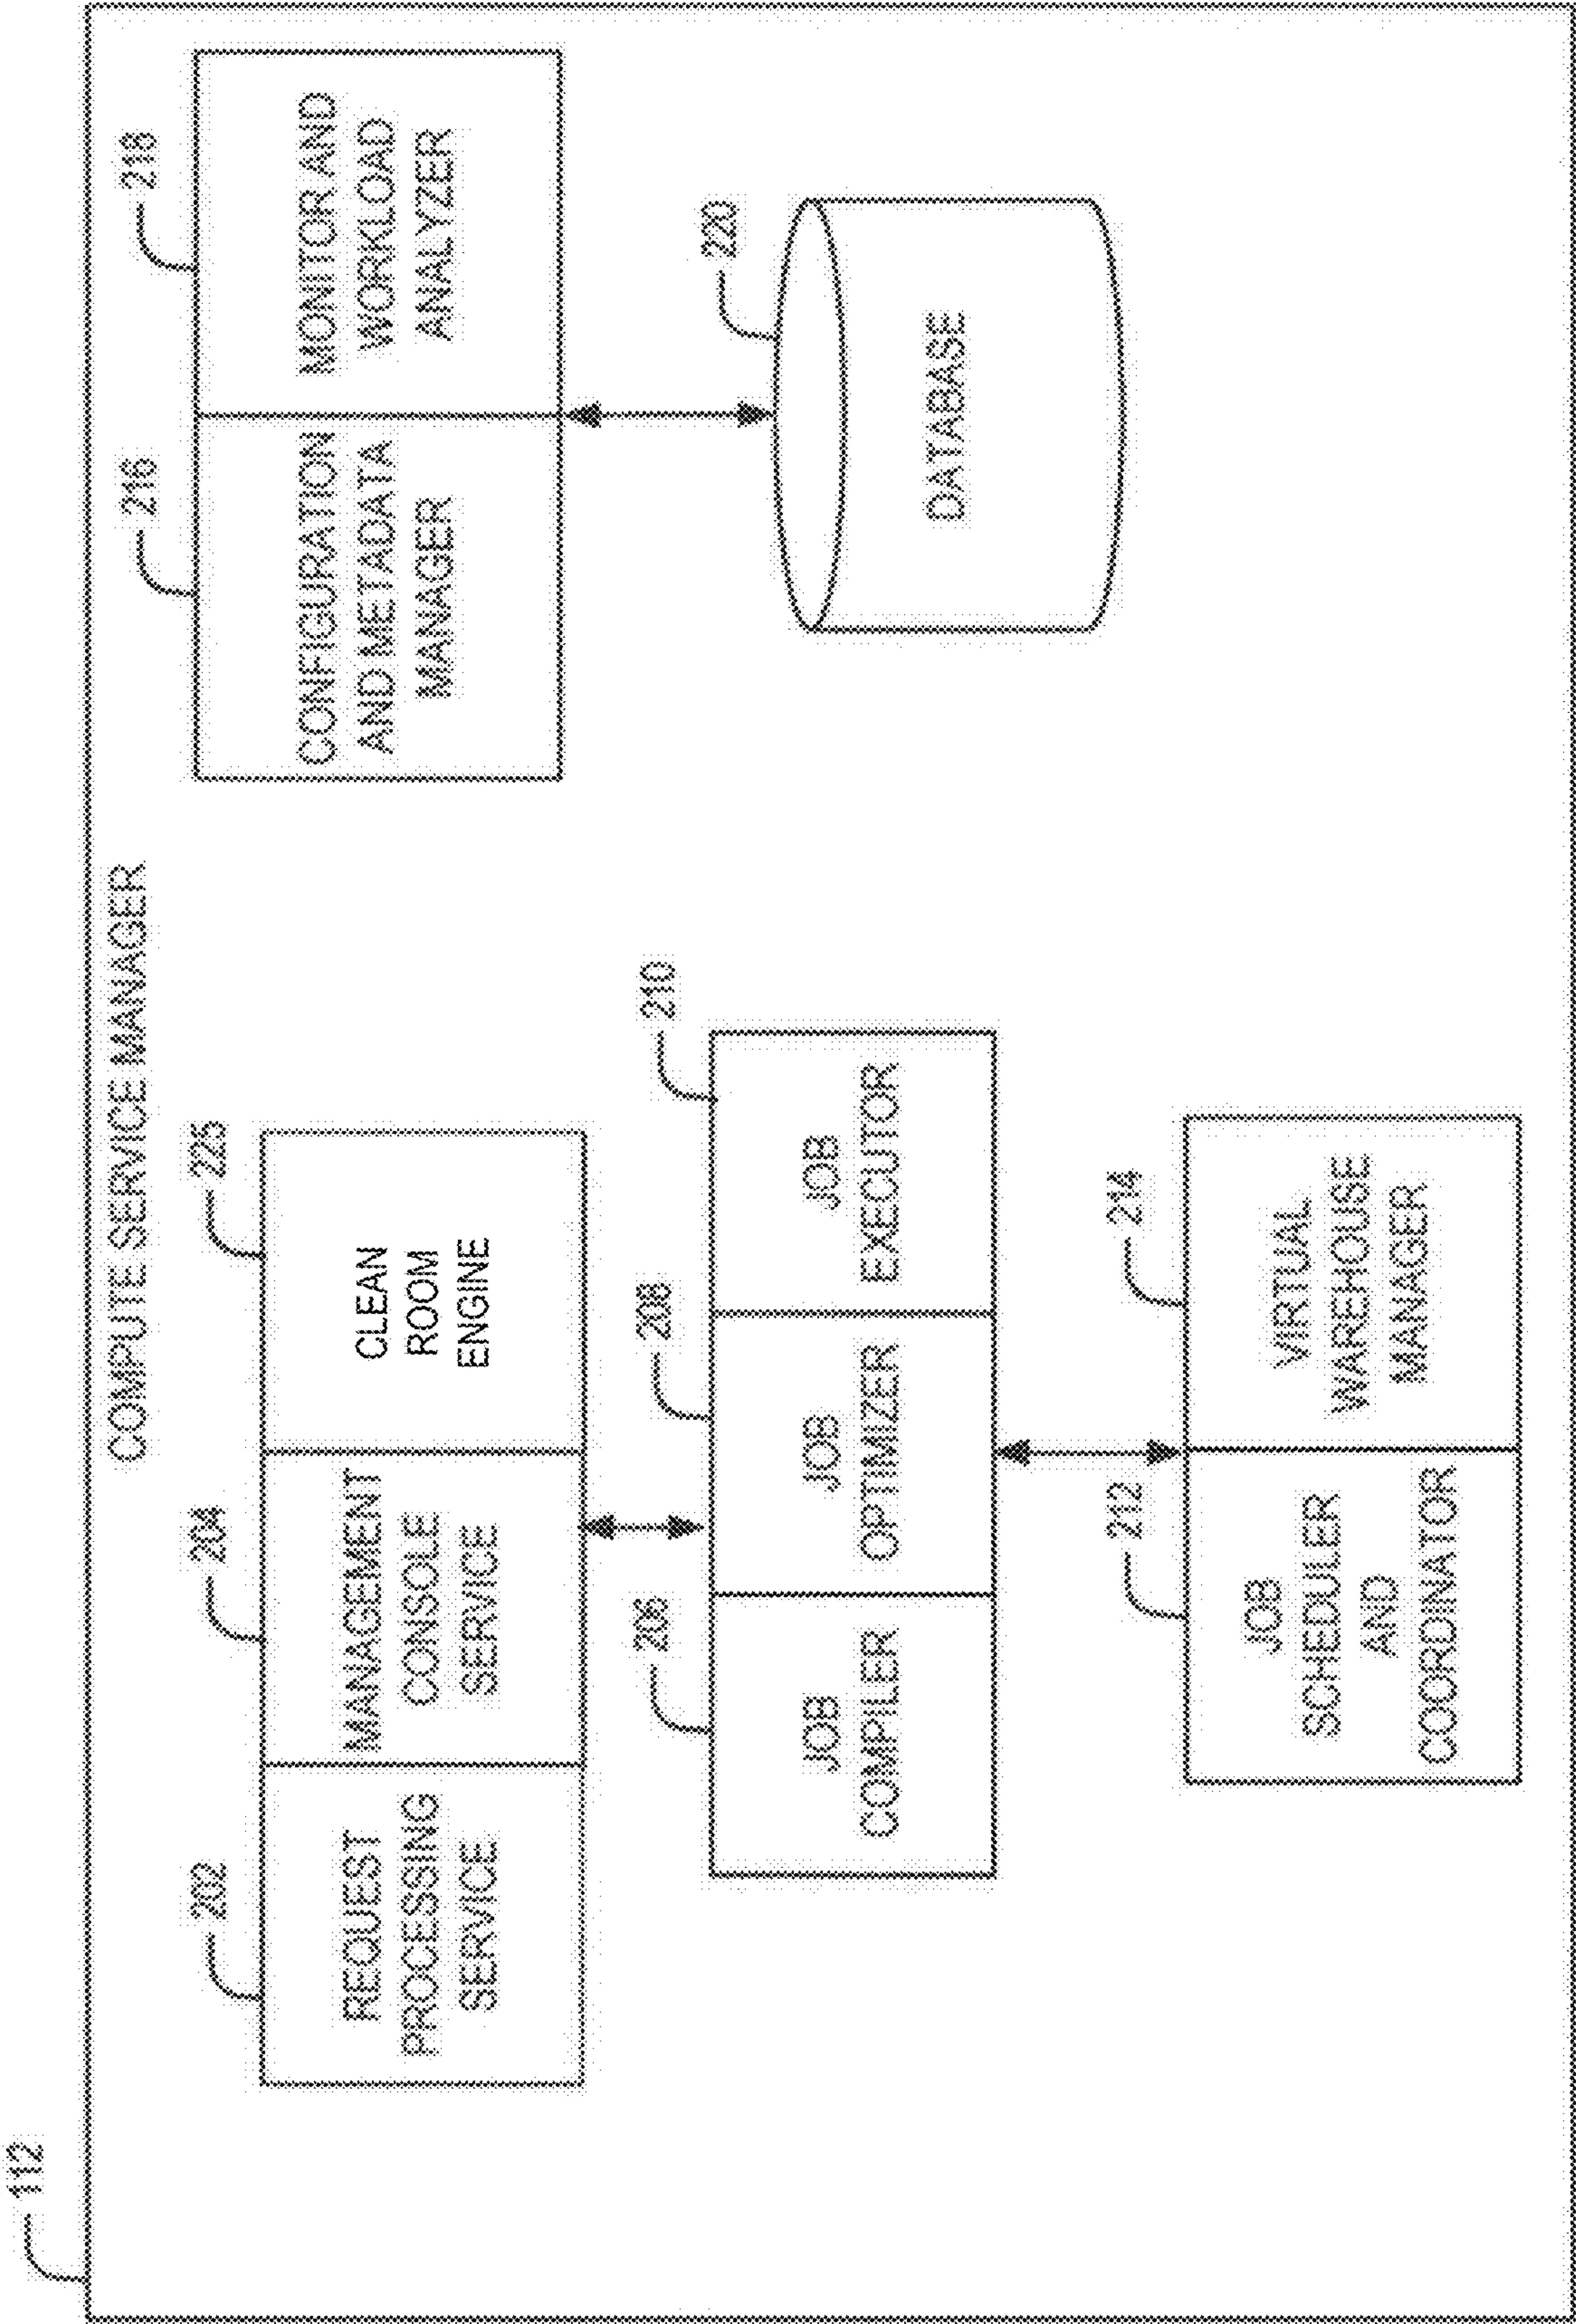 112
COMPUTE SERVICE MANAGER
202
REQUEST
PROCESSING
SERVICE
204
MANAGEMENT
CONSOLE
SERVICE
225
CLEAN
ROOM
ENGINE
206
JOB
COMPILER
208
JOB
OPTIMIZER
210
JOB
EXECUTOR
212
JOB
SCHEDULER
AND
COORDINATOR
214
VIRTUAL
WAREHOUSE
MANAGER
216
CONFIGURATION
AND METADATA
MANAGER
218
MONITOR AND
WORKLOAD
ANALYZER
220
DATABASE